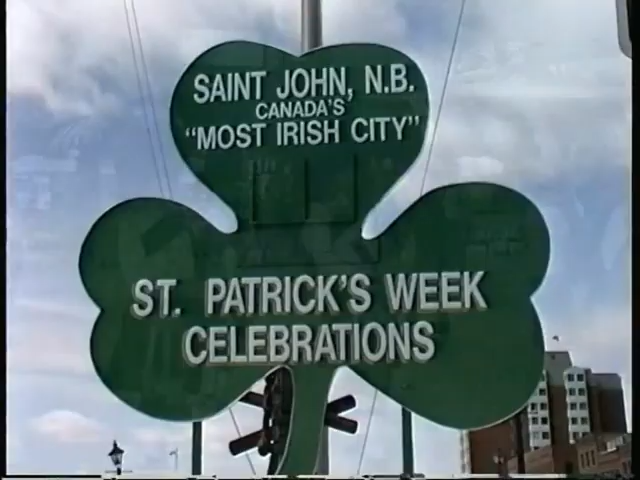 SAINT JOHN, N.B.
CANADA'S
"MOST IRISH CITY"
ST. PATRICK'S WEEK
CELEBRATIONS